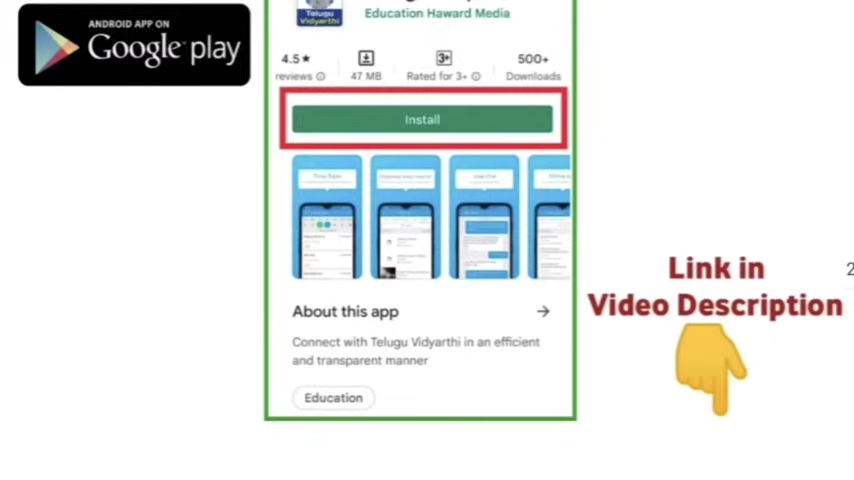 ANDROID APP ON
Google play
Telugu
Vidyarthi
Education Haward Media
4.5★
reviews
47 MB
3+
Rated for 3+
500+
Downloads
Install
About this app
Connect with Telugu Vidyarthi in an efficient
and transparent manner
Education
Link in
Video Description
2